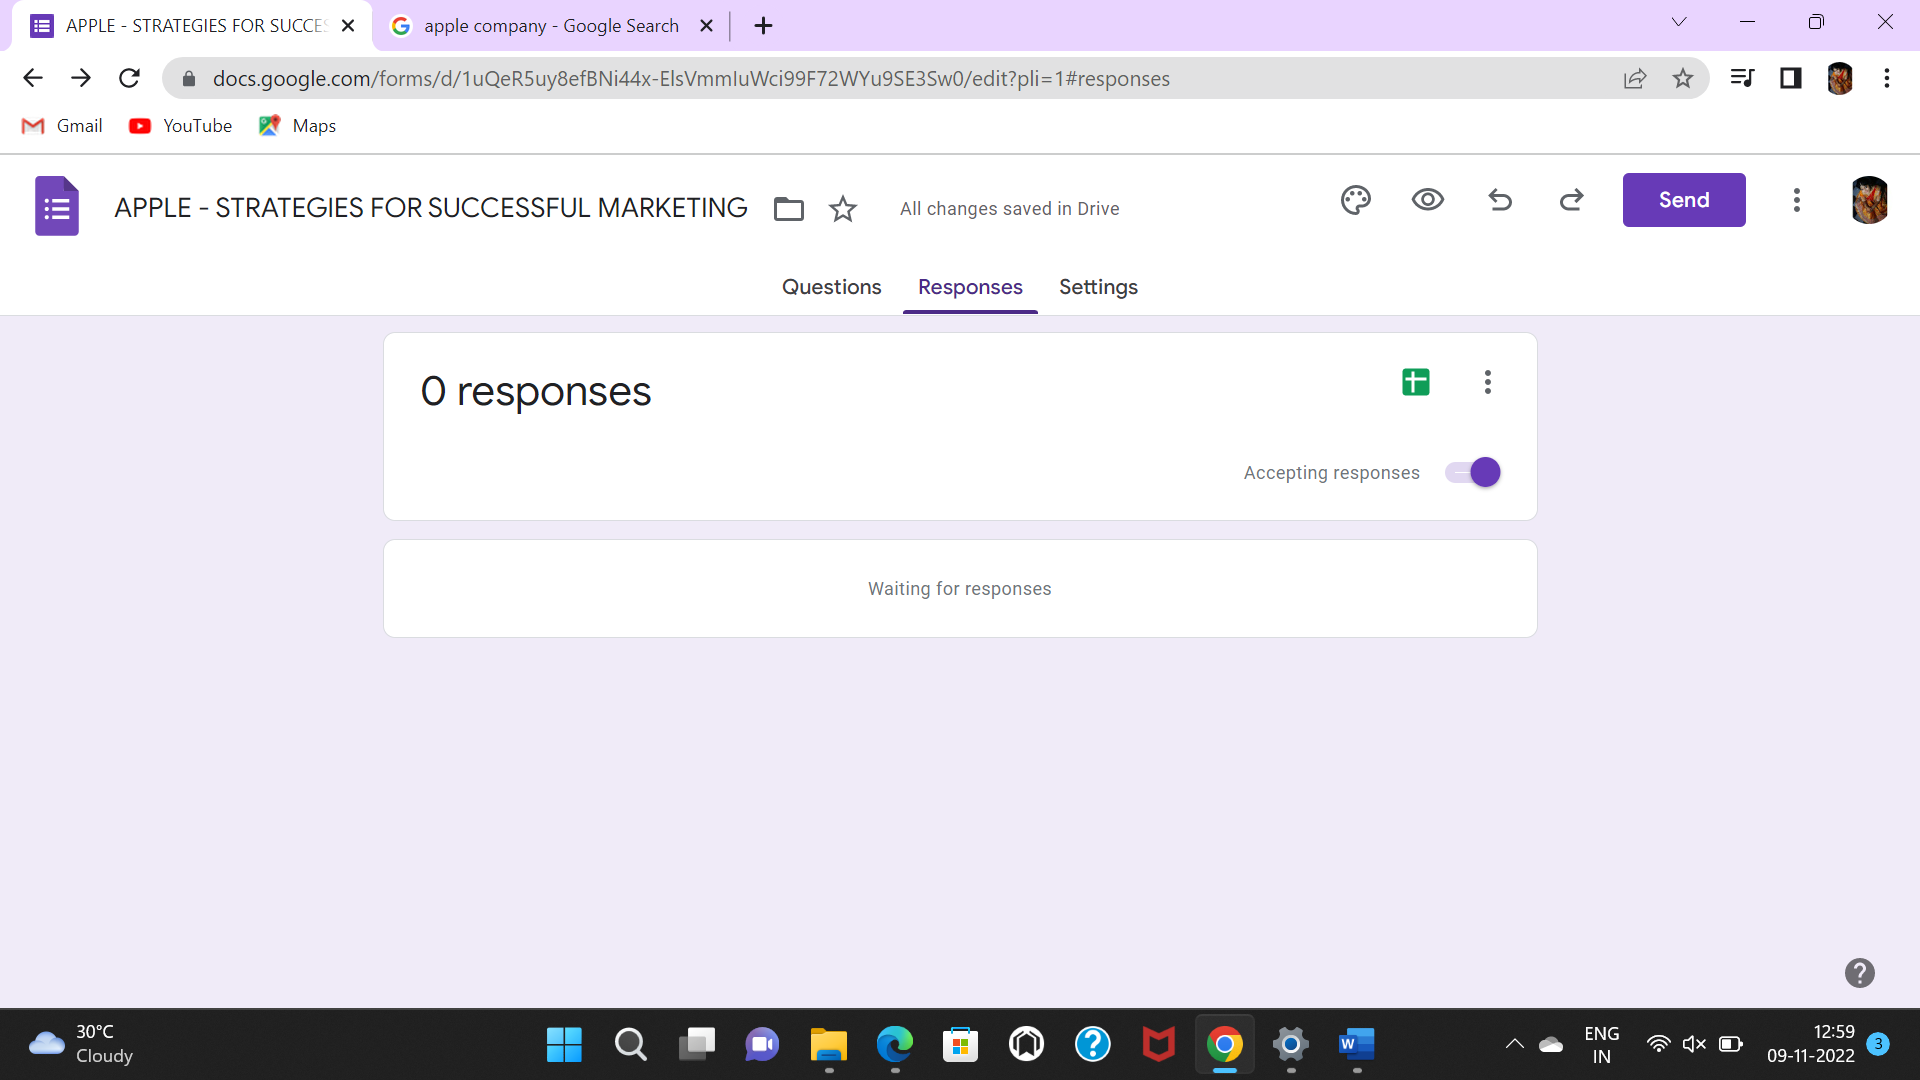 APPLE - STRATEGIES FOR SUCCES
apple company - Google Search
docs.google.com/forms/d/1uQeR5uy8efBNi44x-ElsVmmIuWci99F72WYu9SE3Sw0/edit?pli=1#responses
Gmail
YouTube
Maps
APPLE - STRATEGIES FOR SUCCESSFUL MARKETING
All changes saved in Drive
Send
Questions
Responses
Settings
0 responses
Accepting responses
Waiting for responses
30°C
Cloudy
ENG
IN
12:59
09-11-2022
3